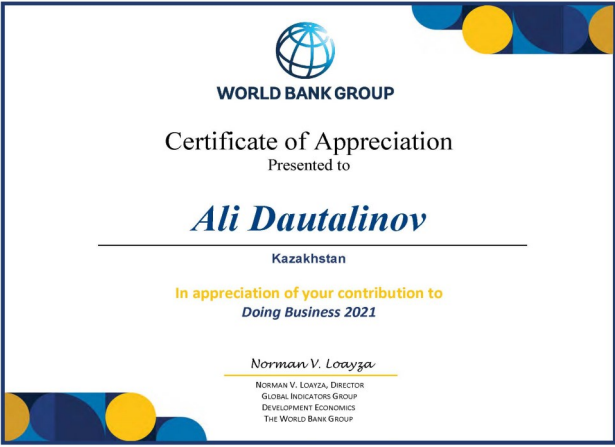 WORLD BANK GROUP
Certificate of Appreciation
Presented to
Ali Dautalinov
Kazakhstan
In appreciation of your contribution to
Doing Business 2021
Norman V. Loayza
NORMAN V. LOAYZA, DIRECTOR
GLOBAL INDICATORS GROUP
DEVELOPMENT ECONOMICS
THE WORLD BANK GROUP